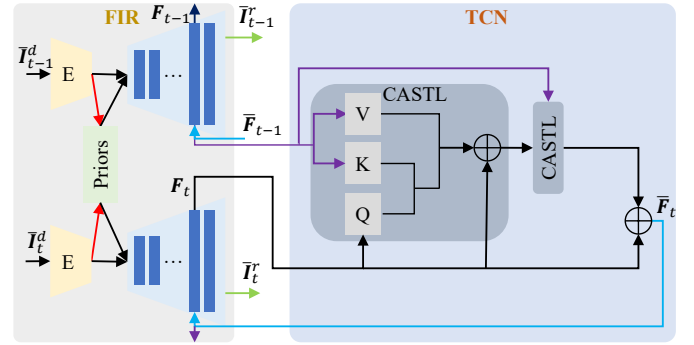 FIR
TCN
F_{t-1}
Ī^r_{t-1}
Ī^d_{t-1}
E
...
CASTL
F̄_{t-1}
V
CASTL
Priors
K
F_t
Q
F̄_t
Ī^d_t
E
...
Ī^r_t